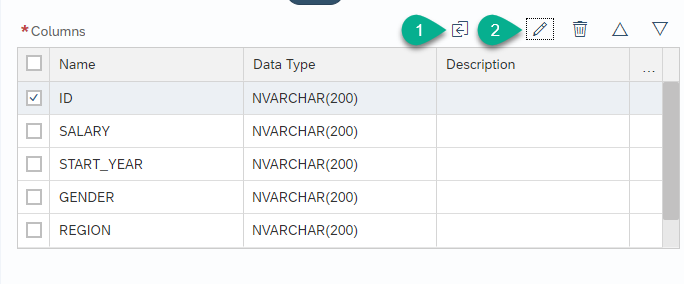 *Columns 1 2
Name Data Type Description ...
ID NVARCHAR(200)
SALARY NVARCHAR(200)
START_YEAR NVARCHAR(200)
GENDER NVARCHAR(200)
REGION NVARCHAR(200)